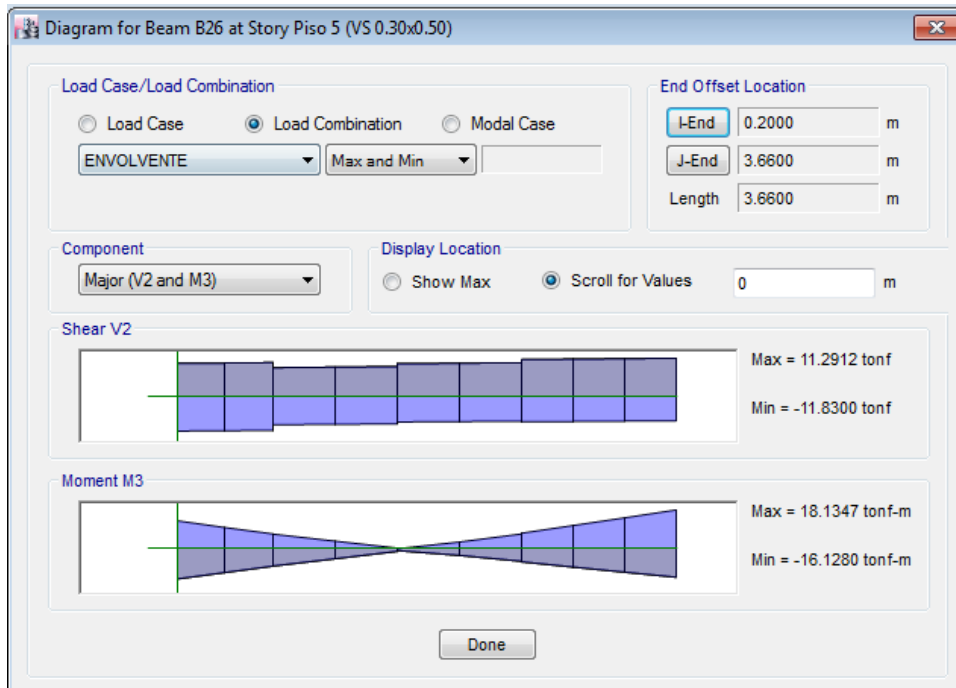 Diagram for Beam B26 at Story Piso 5 (VS 0.30x0.50)
Load Case/Load Combination
Load Case
Load Combination
Modal Case
ENVOLVENTE
Max and Min
End Offset Location
I-End 0.2000 m
J-End 3.6600 m
Length 3.6600 m
Component
Major (V2 and M3)
Display Location
Show Max
Scroll for Values
0 m
Shear V2
Max = 11.2912 tonf
Min = -11.8300 tonf
Moment M3
Max = 18.1347 tonf-m
Min = -16.1280 tonf-m
Done